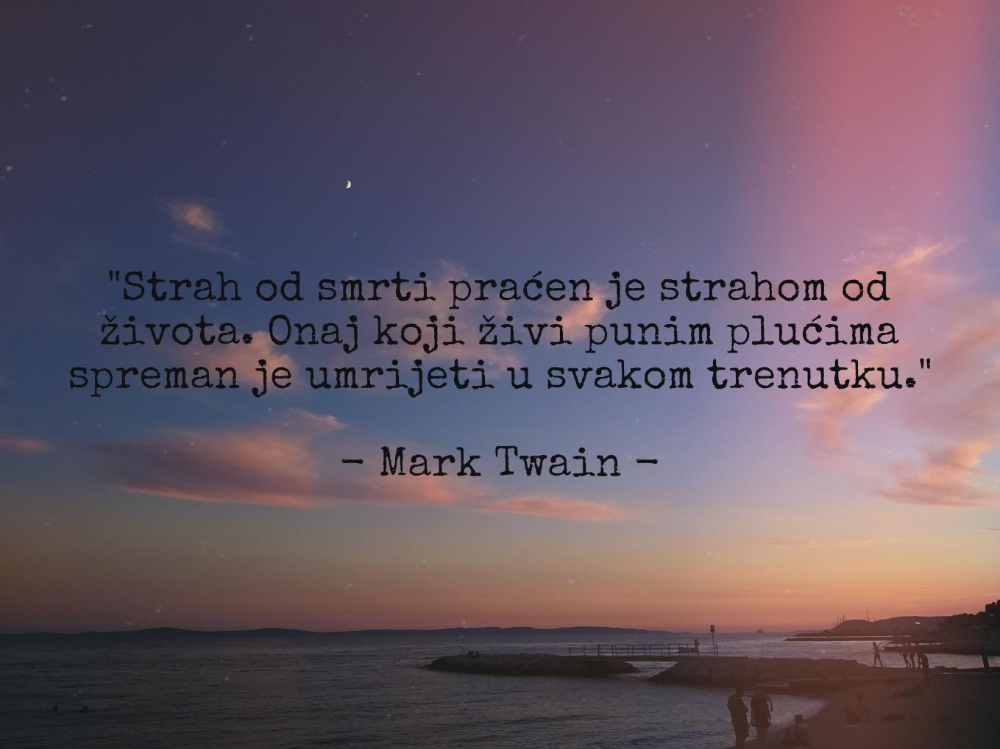 "Strah od smrti praćen je strahom od
života. Onaj koji živi punim plućima
spreman je umrijeti u svakom trenutku."
- Mark Twain -